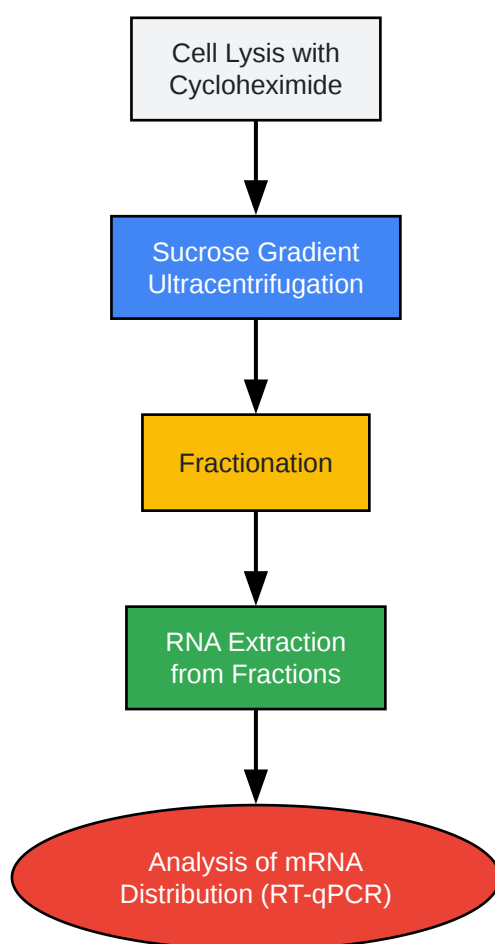 Cell Lysis with
Cycloheximide
Sucrose Gradient
Ultracentrifugation
Fractionation
RNA Extraction
from Fractions
Analysis of mRNA
Distribution (RT-qPCR)